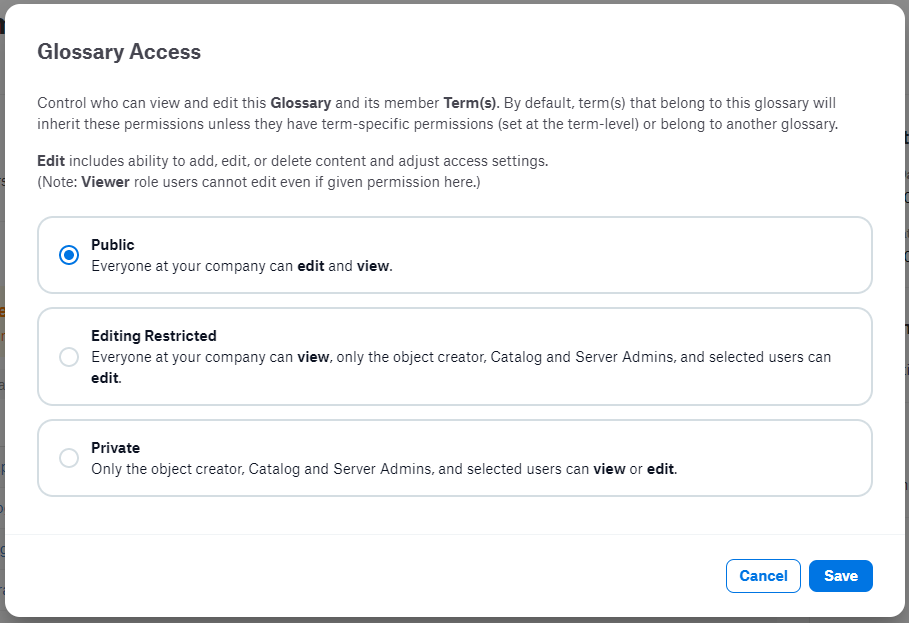 Glossary Access
Control who can view and edit this Glossary and its member Term(s). By default, term(s) that belong to this glossary will
inherit these permissions unless they have term-specific permissions (set at the term-level) or belong to another glossary.
Edit includes ability to add, edit, or delete content and adjust access settings.
(Note: Viewer role users cannot edit even if given permission here.)
Public
Everyone at your company can edit and view.
Editing Restricted
Everyone at your company can view, only the object creator, Catalog and Server Admins, and selected users can
edit.
Private
Only the object creator, Catalog and Server Admins, and selected users can view or edit.
Cancel Save